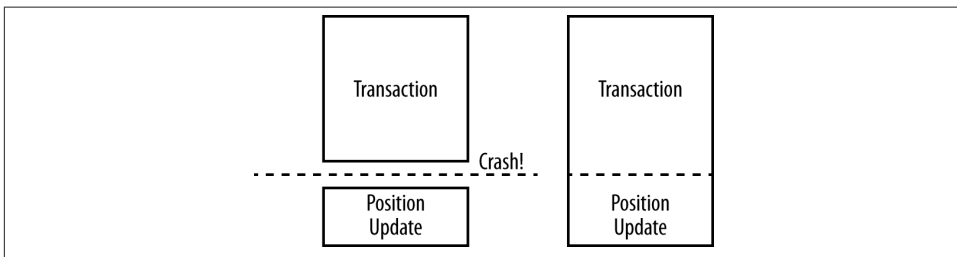 Transaction
Transaction
Crash!
Position
Update
Position
Update